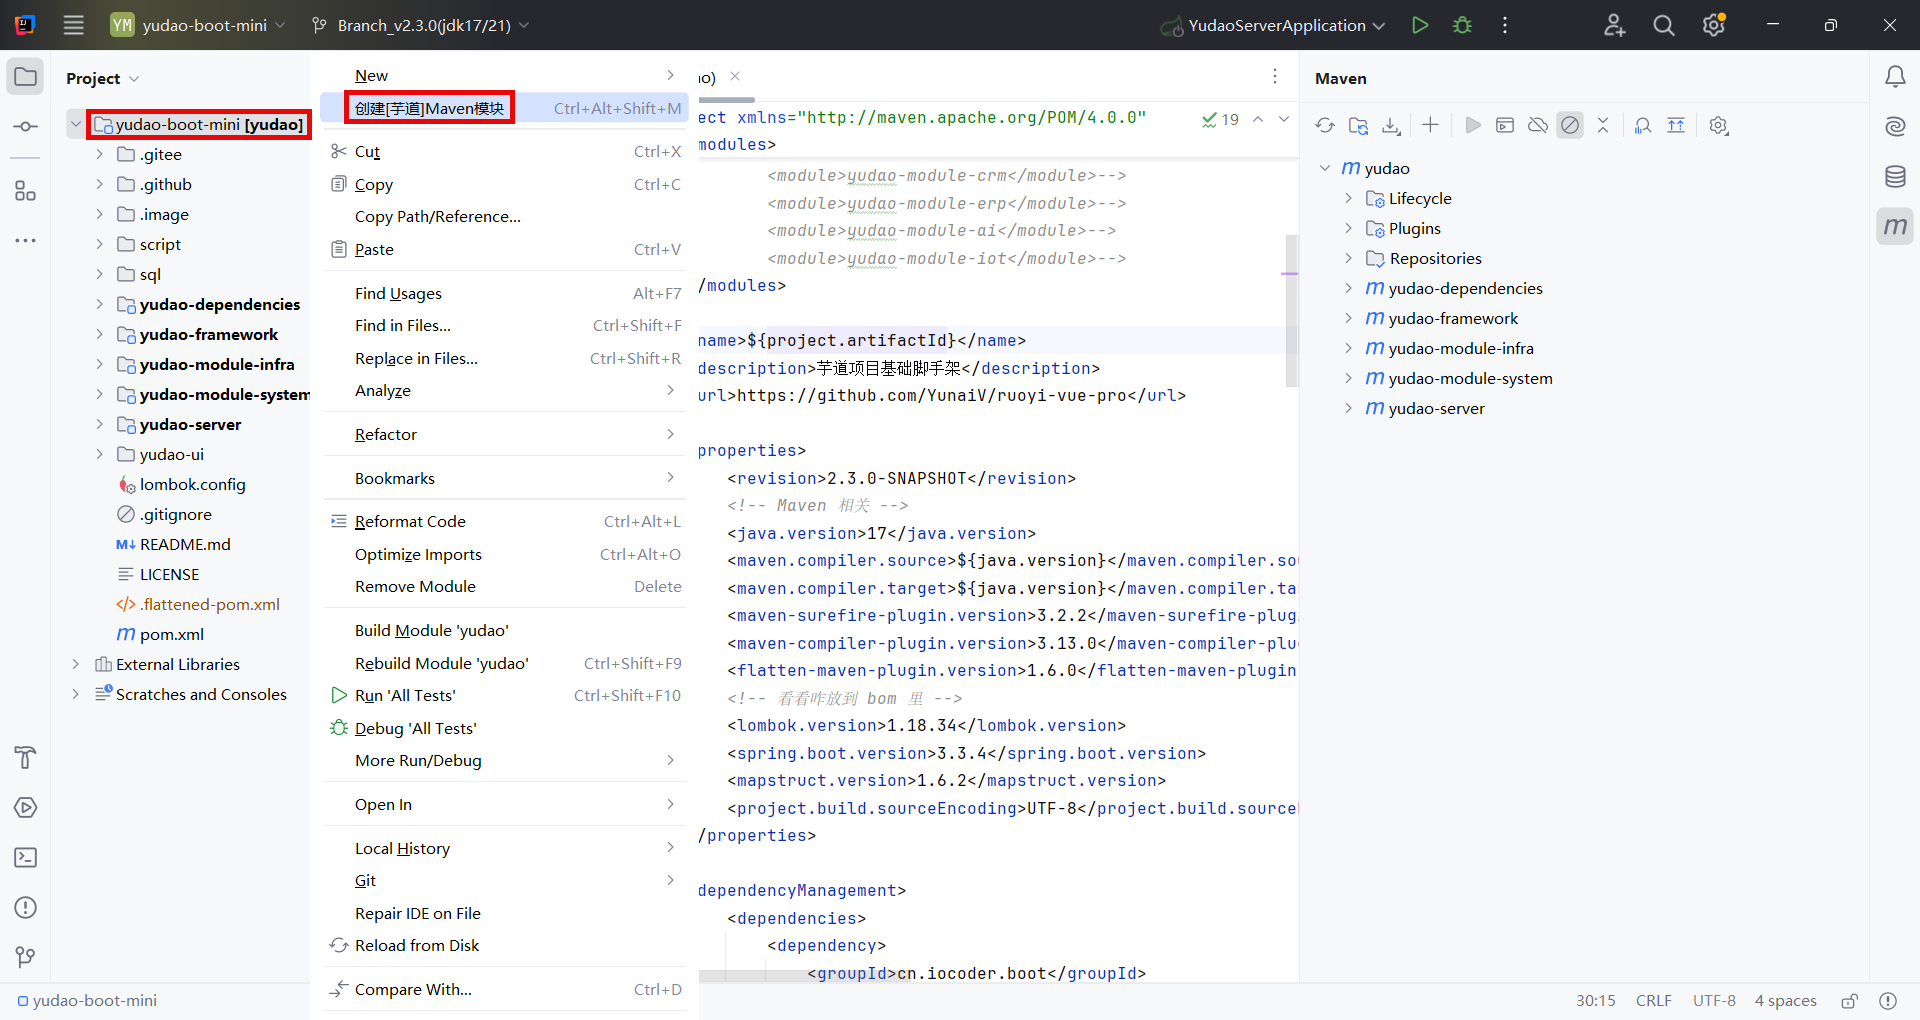 YM yudao-boot-mini
Branch_v2.3.0(jdk17/21)
YudaoServerApplication
Project
yudao-boot-mini [yudao]
.gitee
.github
.image
script
sql
yudao-dependencies
yudao-framework
yudao-module-infra
yudao-module-system
yudao-server
yudao-ui
lombok.config
.gitignore
M↓ README.md
LICENSE
</> .flattened-pom.xml
m pom.xml
External Libraries
Scratches and Consoles
New
创建[芋道]Maven模块 Ctrl+Alt+Shift+M
Cut Ctrl+X
Copy Ctrl+C
Copy Path/Reference...
Paste Ctrl+V
Find Usages Alt+F7
Find in Files... Ctrl+Shift+F
Replace in Files... Ctrl+Shift+R
Analyze
Refactor
Bookmarks
Reformat Code Ctrl+Alt+L
Optimize Imports Ctrl+Alt+O
Remove Module Delete
Build Module 'yudao'
Rebuild Module 'yudao' Ctrl+Shift+F9
Run 'All Tests' Ctrl+Shift+F10
Debug 'All Tests'
More Run/Debug
Open In
Local History
Git
Repair IDE on File
Reload from Disk
Compare With... Ctrl+D
o)
ect xmlns="http://maven.apache.org/POM/4.0.0"
19
modules>
<module>yudao-module-crm</module>-->
<module>yudao-module-erp</module>-->
<module>yudao-module-ai</module>-->
<module>yudao-module-iot</module>-->
/modules>
name>${project.artifactId}</name>
description>芋道项目基础脚手架</description>
url>https://github.com/YunaiV/ruoyi-vue-pro</url>
properties>
<revision>2.3.0-SNAPSHOT</revision>
<!-- Maven 相关 -->
<java.version>17</java.version>
<maven.compiler.source>${java.version}</maven.compiler.sou
<maven.compiler.target>${java.version}</maven.compiler.tar
<maven-surefire-plugin.version>3.2.2</maven-surefire-plug
<maven-compiler-plugin.version>3.13.0</maven-compiler-plu
<flatten-maven-plugin.version>1.6.0</flatten-maven-plugin
<!-- 看看咋放到 bom 里 -->
<lombok.version>1.18.34</lombok.version>
<spring.boot.version>3.3.4</spring.boot.version>
<mapstruct.version>1.6.2</mapstruct.version>
<project.build.sourceEncoding>UTF-8</project.build.source
/properties>
dependencyManagement>
<dependencies>
<dependency>
<groupId>cn.iocoder.boot</groupId>
Maven
m yudao
Lifecycle
Plugins
Repositories
m yudao-dependencies
m yudao-framework
m yudao-module-infra
m yudao-module-system
m yudao-server
m
yudao-boot-mini
30:15 CRLF UTF-8 4 spaces